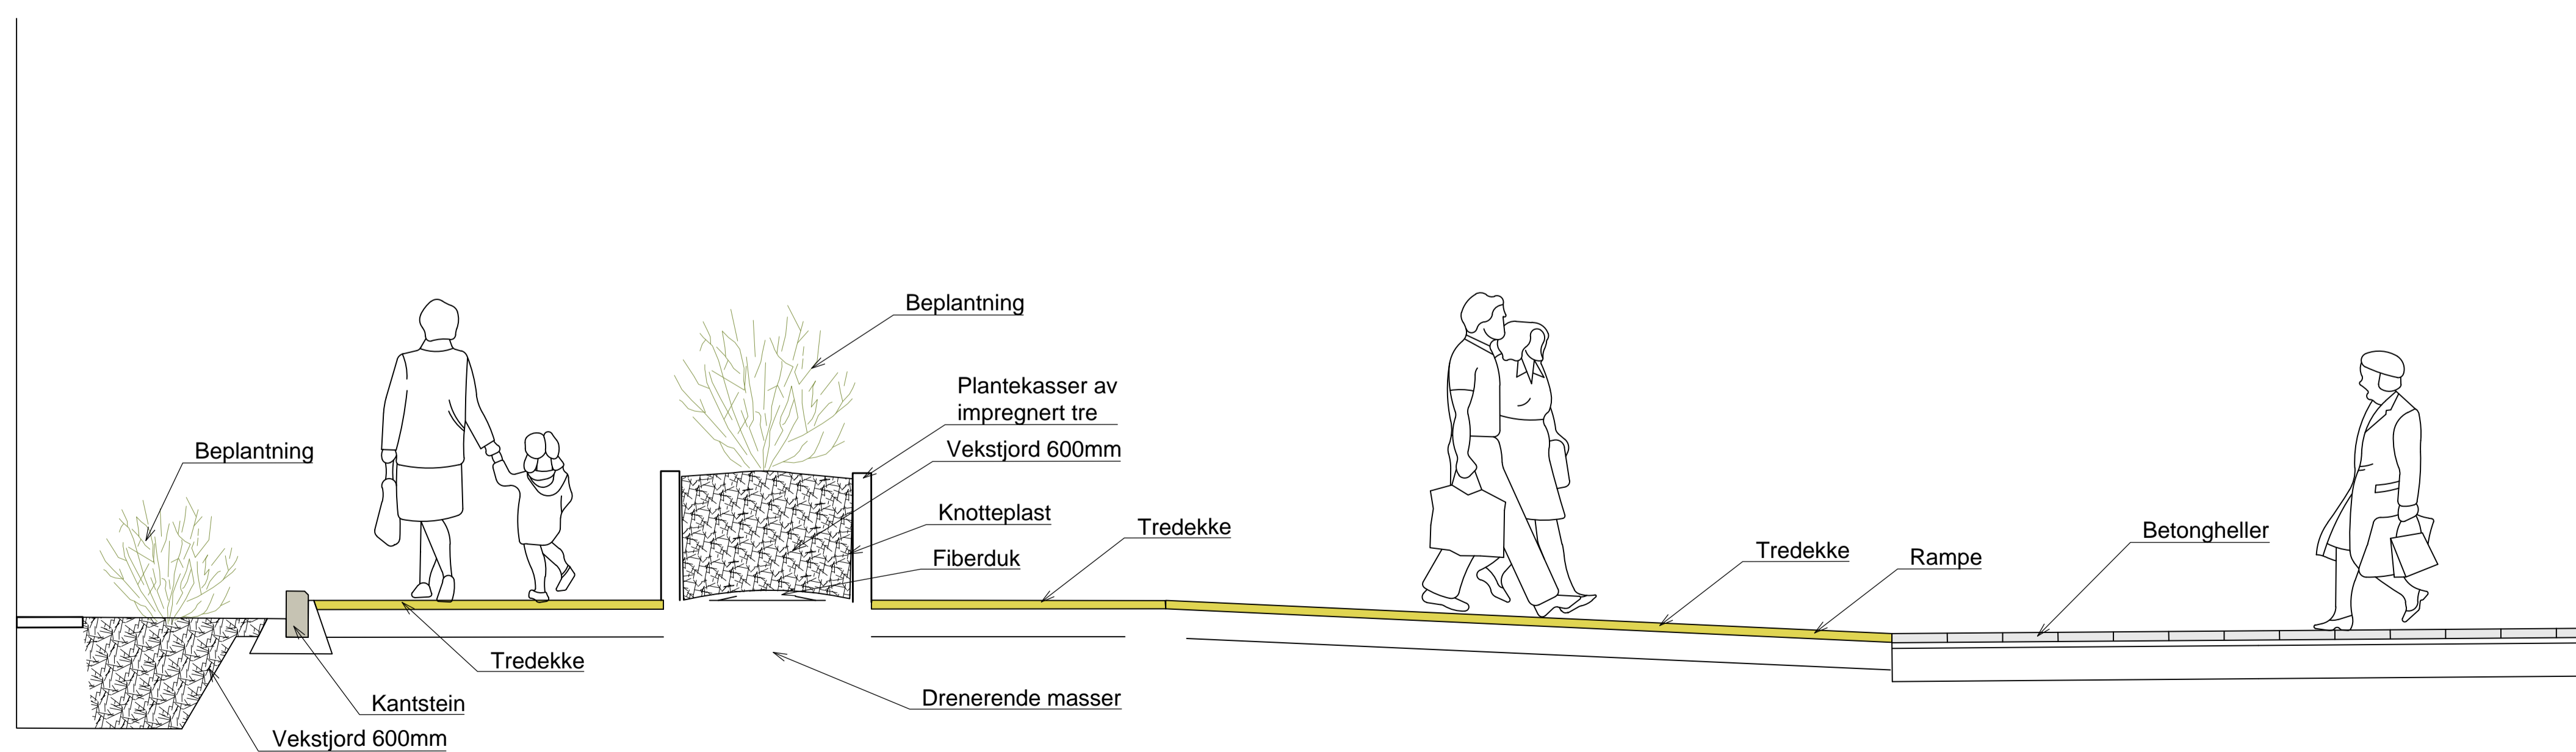 Beplantning
Plantekasser av
impregnert tre
Vekstjord 600mm
Beplantning
Knotteplast
Tredekke
Betongheller
Fiberduk
Tredekke
Rampe
Tredekke
Kantstein
Drenerende masser
Vekstjord 600mm